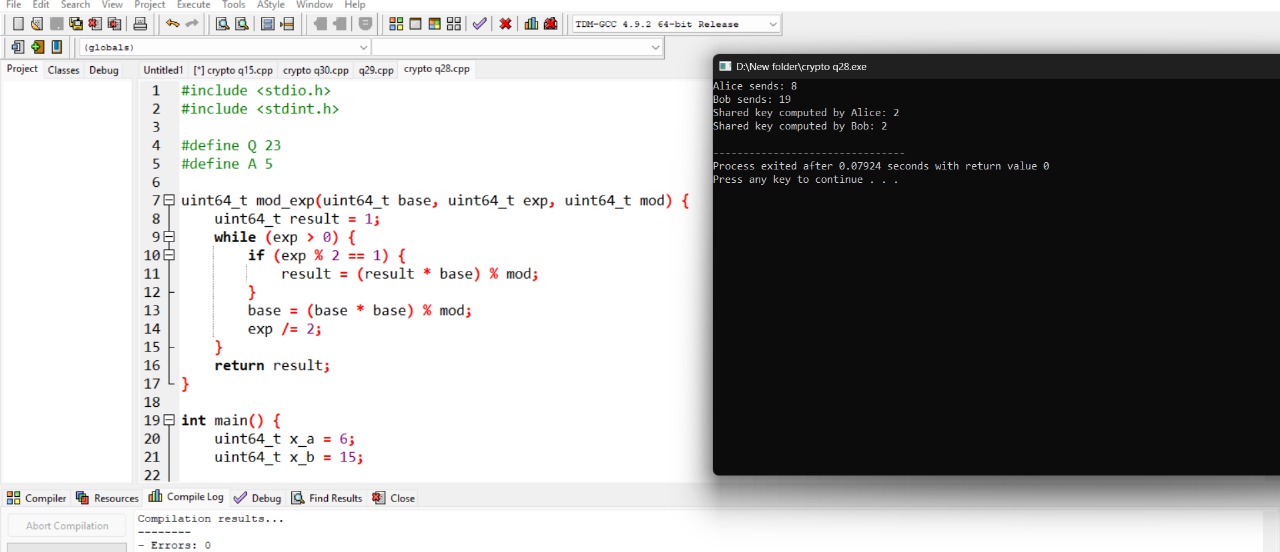 File Edit Search View Project Execute Tools AStyle Window Help
TDM-GCC 4.9.2 64-bit Release
(globals)
Project Classes Debug
Untitled1 [*] crypto q15.cpp crypto q30.cpp q29.cpp crypto q28.cpp
1 #include <stdio.h>
2 #include <stdint.h>
3
4 #define Q 23
5 #define A 5
6
7 uint64_t mod_exp(uint64_t base, uint64_t exp, uint64_t mod) {
8 uint64_t result = 1;
9 while (exp > 0) {
10 if (exp % 2 == 1) {
11 result = (result * base) % mod;
12 }
13 base = (base * base) % mod;
14 exp /= 2;
15 }
16 return result;
17 }
18
19 int main() {
20 uint64_t x_a = 6;
21 uint64_t x_b = 15;
22
D:\New folder\crypto q28.exe
Alice sends: 8
Bob sends: 19
Shared key computed by Alice: 2
Shared key computed by Bob: 2
--------------------------------
Process exited after 0.07924 seconds with return value 0
Press any key to continue . . .
Compiler Resources Compile Log Debug Find Results Close
Abort Compilation
Compilation results...
--------
- Errors: 0